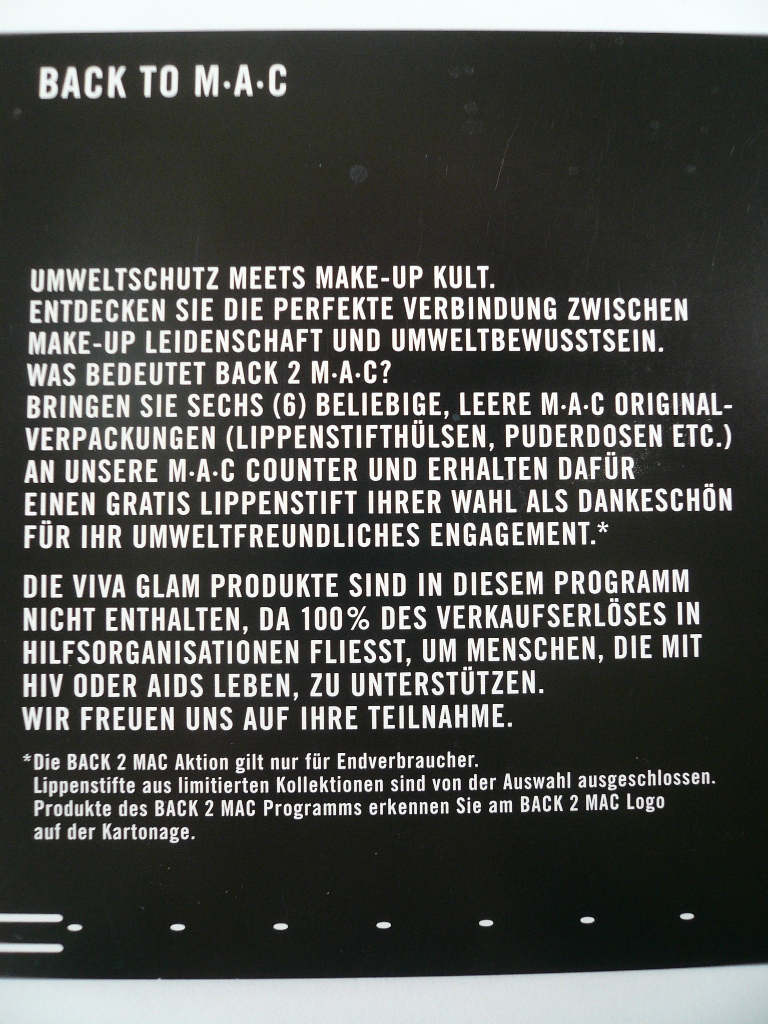 BACK TO M·A·C
UMWELTSCHUTZ MEETS MAKE-UP KULT.
ENTDECKEN SIE DIE PERFEKTE VERBINDUNG ZWISCHEN
MAKE-UP LEIDENSCHAFT UND UMWELTBEWUSSTSEIN.
WAS BEDEUTET BACK 2 M·A·C?
BRINGEN SIE SECHS (6) BELIEBIGE, LEERE M·A·C ORIGINAL-
VERPACKUNGEN (LIPPENSTIFTHÜLSEN, PUDERDOSEN ETC.)
AN UNSERE M·A·C COUNTER UND ERHALTEN DAFÜR
EINEN GRATIS LIPPENSTIFT IHRER WAHL ALS DANKESCHÖN
FÜR IHR UMWELTFREUNDLICHES ENGAGEMENT.*
DIE VIVA GLAM PRODUKTE SIND IN DIESEM PROGRAMM
NICHT ENTHALTEN, DA 100% DES VERKAUFSERLÖSES IN
HILFSORGANISATIONEN FLIESST, UM MENSCHEN, DIE MIT
HIV ODER AIDS LEBEN, ZU UNTERSTÜTZEN.
WIR FREUEN UNS AUF IHRE TEILNAHME.
*Die BACK 2 MAC Aktion gilt nur für Endverbraucher.
Lippenstifte aus limitierten Kollektionen sind von der Auswahl ausgeschlossen.
Produkte des BACK 2 MAC Programms erkennen Sie am BACK 2 MAC Logo
auf der Kartonage.